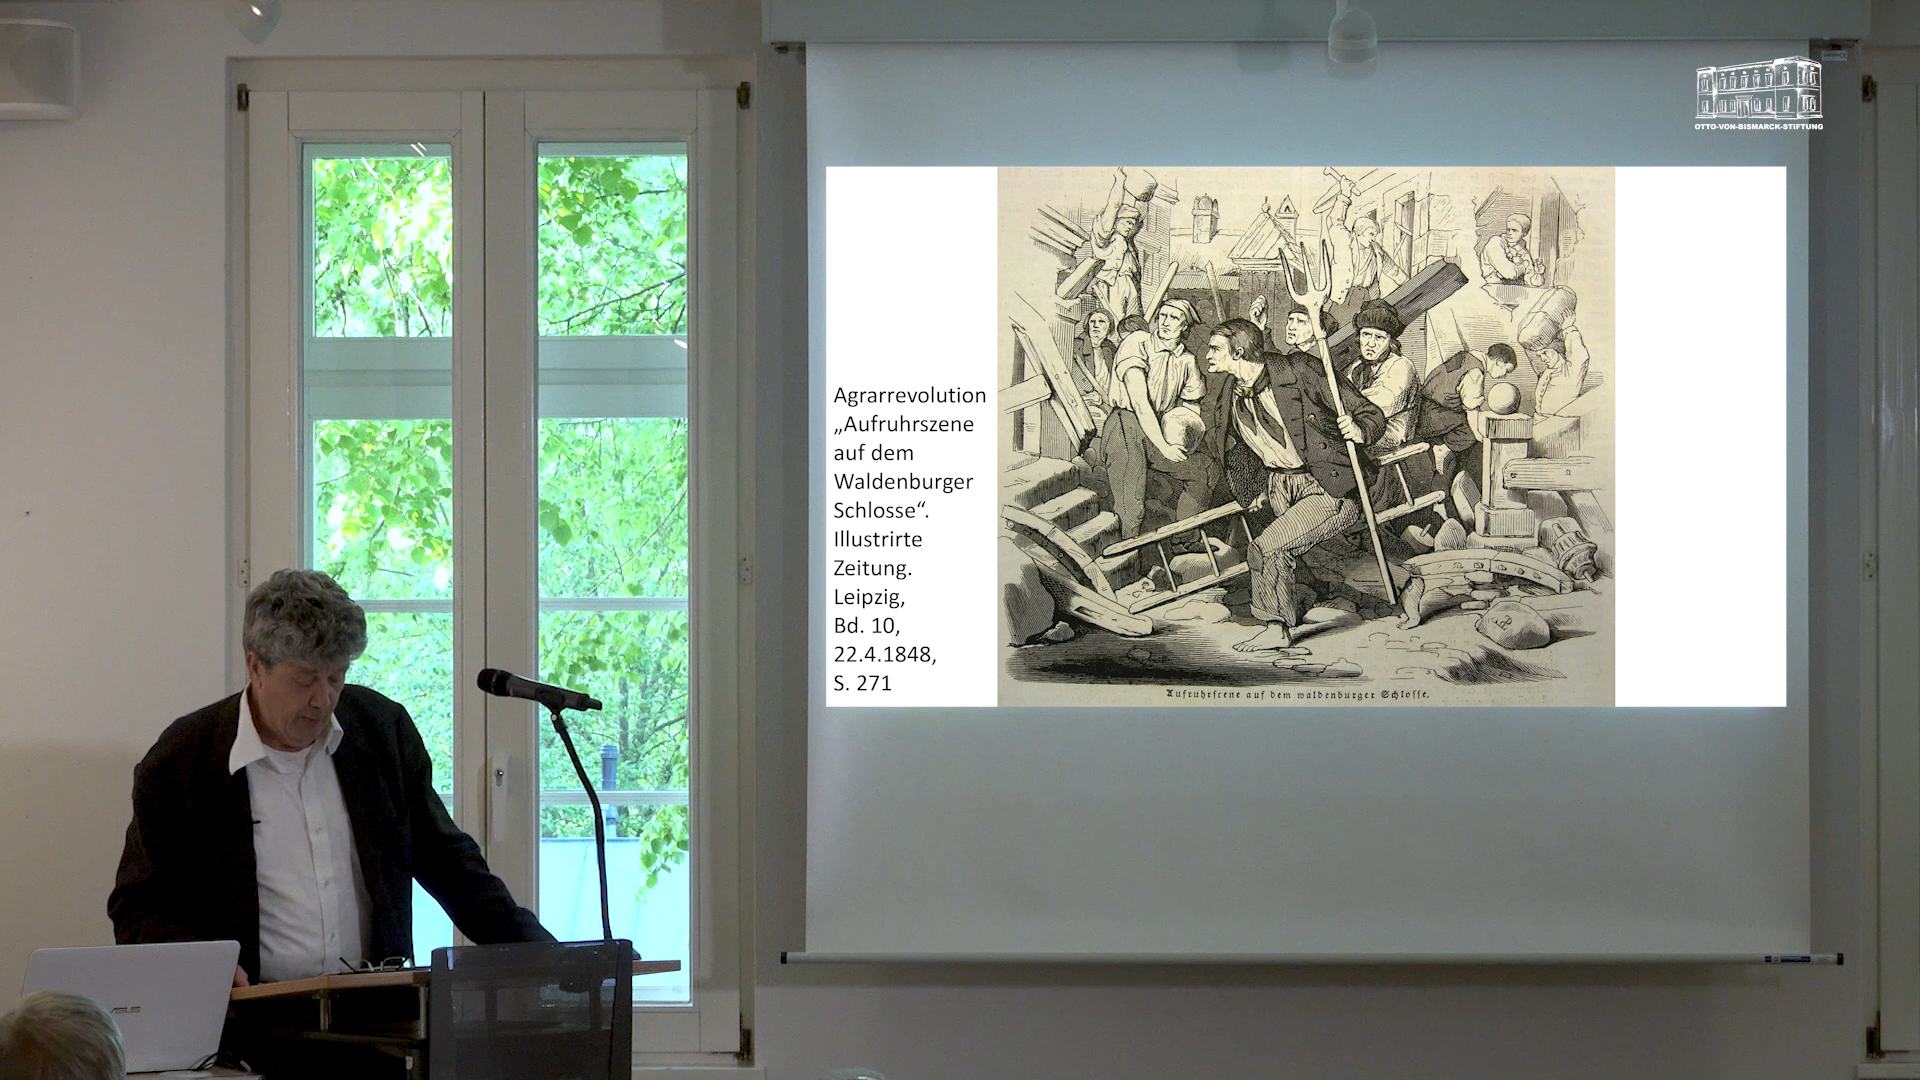 OTTO-VON-BISMARCK-STIFTUNG
Agrarrevolution
„Aufruhrszene
auf dem
Waldenburger
Schlosse“.
Illustrirte
Zeitung.
Leipzig,
Bd. 10,
22.4.1848,
S. 271
Aufruhrscene auf dem waldenburger Schlosse.
ASUS